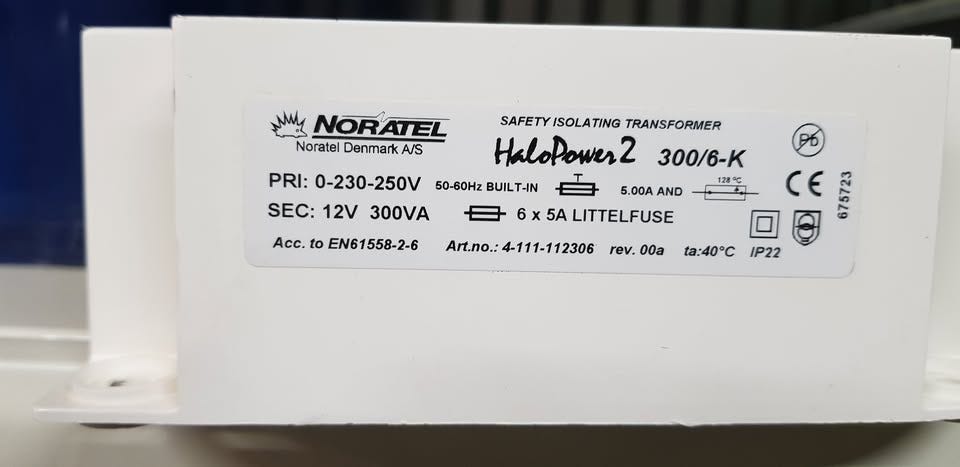 NORATEL
Noratel Denmark A/S
SAFETY ISOLATING TRANSFORMER
HaloPower2 300/6-K
Pb
PRI: 0-230-250V 50-60Hz BUILT-IN T 5.00A AND 128 °C
CE
SEC: 12V 300VA 6 x 5A LITTELFUSE
675723
Acc. to EN61558-2-6 Art.no.: 4-111-112306 rev. 00a ta:40°C IP22